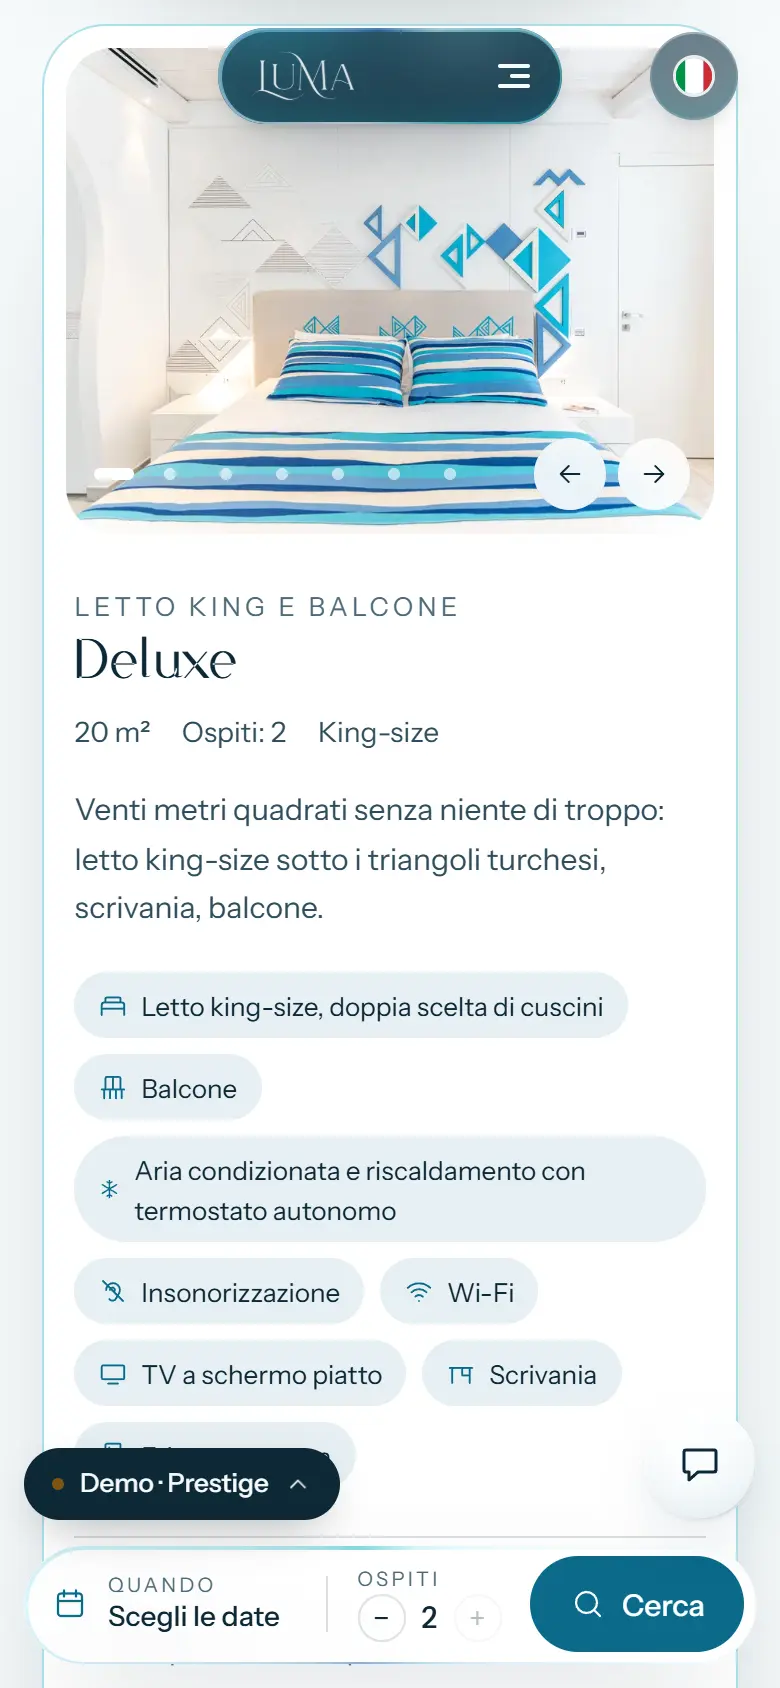 LUMA
LETTO KING E BALCONE
Deluxe
20 m² Ospiti: 2 King-size
Venti metri quadrati senza niente di troppo:
letto king-size sotto i triangoli turchesi,
scrivania, balcone.
Letto king-size, doppia scelta di cuscini
Balcone
Aria condizionata e riscaldamento con
termostato autonomo
Insonorizzazione Wi-Fi
TV a schermo piatto Scrivania
Demo · Prestige
QUANDO
Scegli le date
OSPITI
− 2 +
Cerca